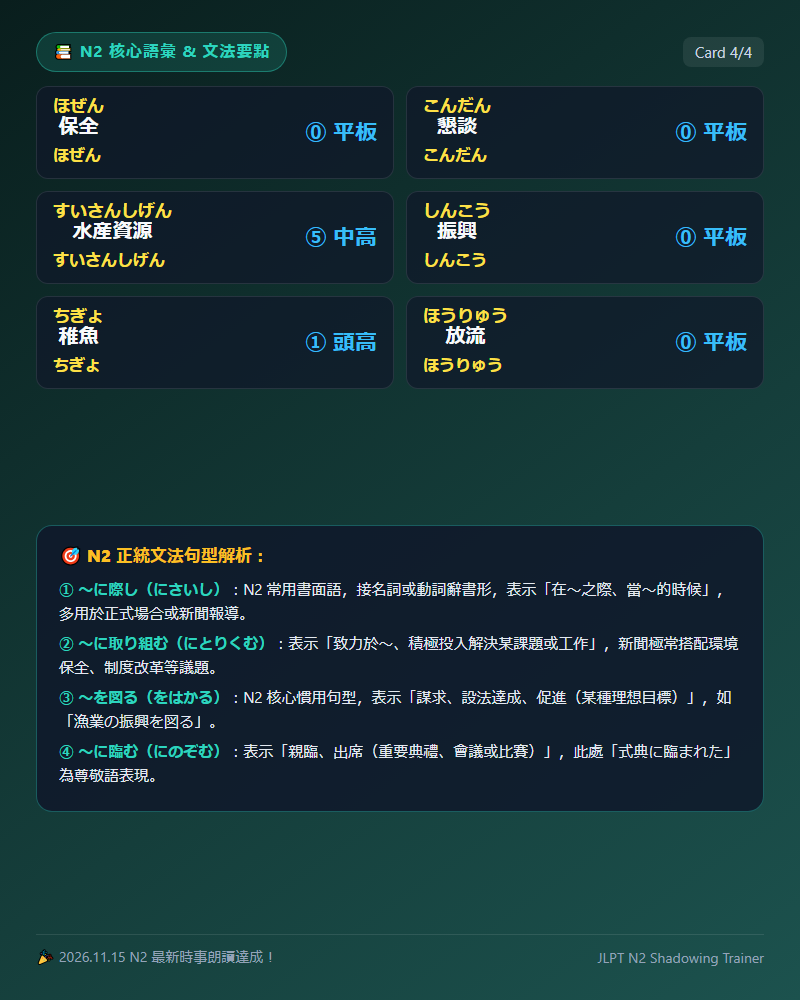 📚 N2 核心語彙 & 文法要點
Card 4/4
ほぜん
保全
ほぜん
⓪ 平板
こんだん
懇談
こんだん
⓪ 平板
すいさんしげん
水産資源
すいさんしげん
⑤ 中高
しんこう
振興
しんこう
⓪ 平板
ちぎょ
稚魚
ちぎょ
① 頭高
ほうりゅう
放流
ほうりゅう
⓪ 平板
🎯 N2 正統文法句型解析：
① ～に際し（にさいし）：N2 常用書面語，接名詞或動詞辭書形，表示「在～之際、當～的時候」，
多用於正式場合或新聞報導。
② ～に取り組む（にとりくむ）：表示「致力於～、積極投入解決某課題或工作」，新聞極常搭配環境
保全、制度改革等議題。
③ ～を図る（をはかる）：N2 核心慣用句型，表示「謀求、設法達成、促進（某種理想目標）」，如
「漁業の振興を図る」。
④ ～に臨む（にのぞむ）：表示「親臨、出席（重要典禮、會議或比賽）」，此處「式典に臨まれた」
為尊敬語表現。
🎉 2026.11.15 N2 最新時事朗讀達成！
JLPT N2 Shadowing Trainer